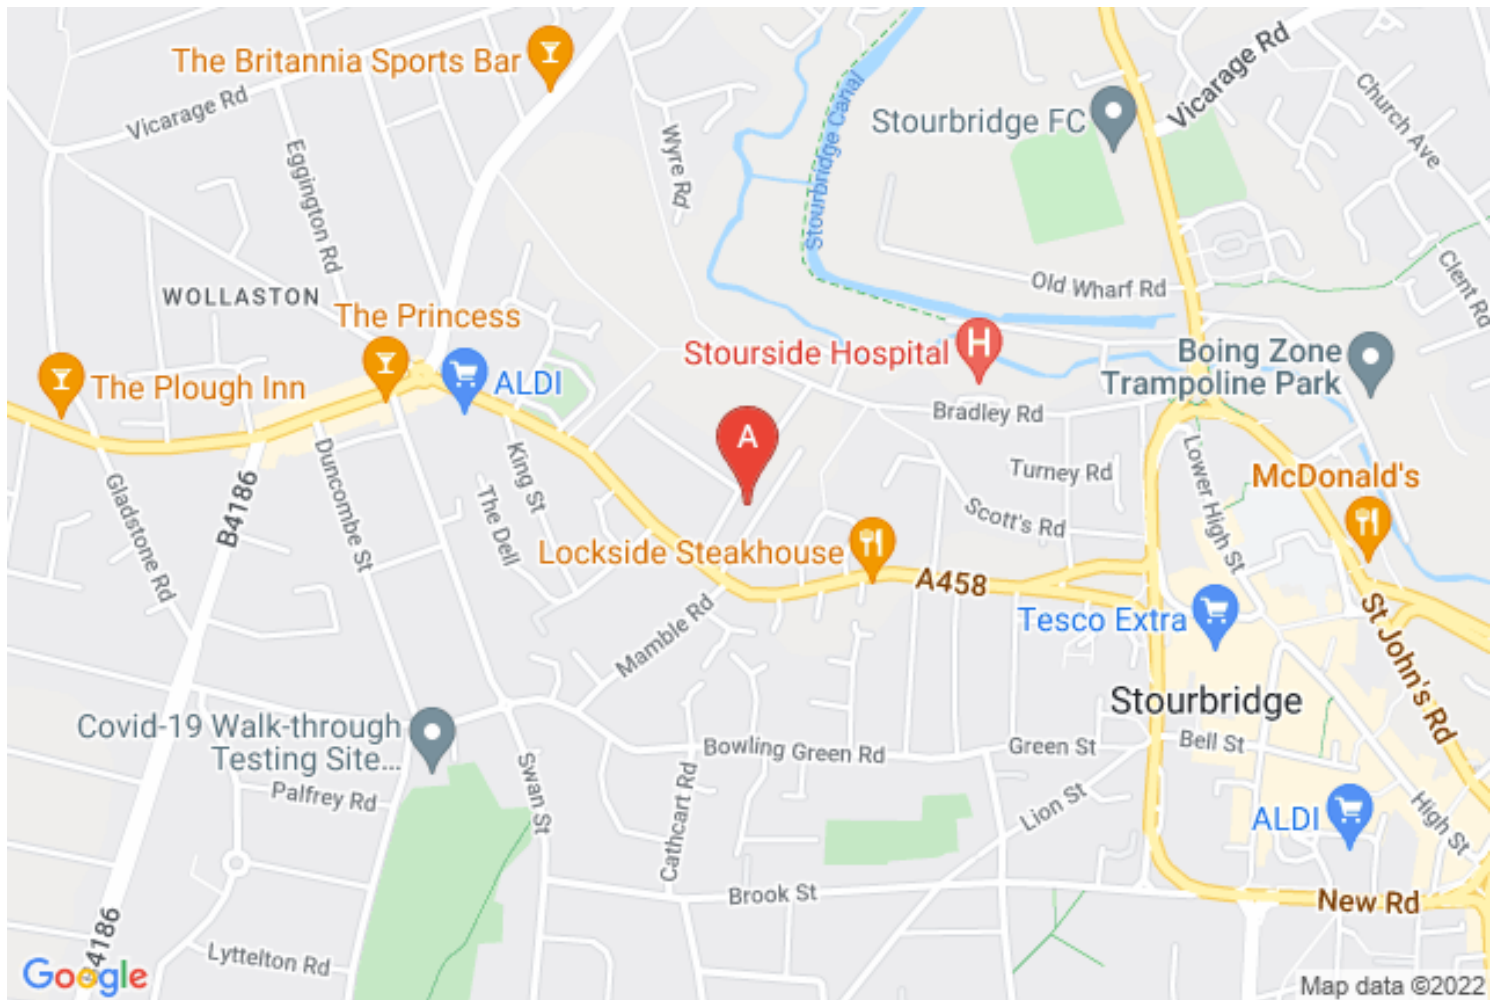 The Britannia Sports Bar
Vicarage Rd
Vicarage Rd
Stourbridge FC
Church Ave
Stourbridge Canal
Wyre Rd
Eggington Rd
Clent Rd
Old Wharf Rd
WOLLASTON
The Princess
Stourside Hospital
H
Boing Zone
Trampoline Park
The Plough Inn
ALDI
Bradley Rd
A
Turney Rd
Lower High St
McDonald's
King St
Duncombe St
B4186
Gladstone Rd
The Dell
Scott's Rd
Lockside Steakhouse
A458
Tesco Extra
St John's Rd
Mamble Rd
Stourbridge
Covid-19 Walk-through
Testing Site...
Bowling Green Rd
Green St
Bell St
Palfrey Rd
Swan St
Cathcart Rd
Lion St
ALDI
High St
Brook St
New Rd
4186
Lyttelton Rd
Google
Map data ©2022